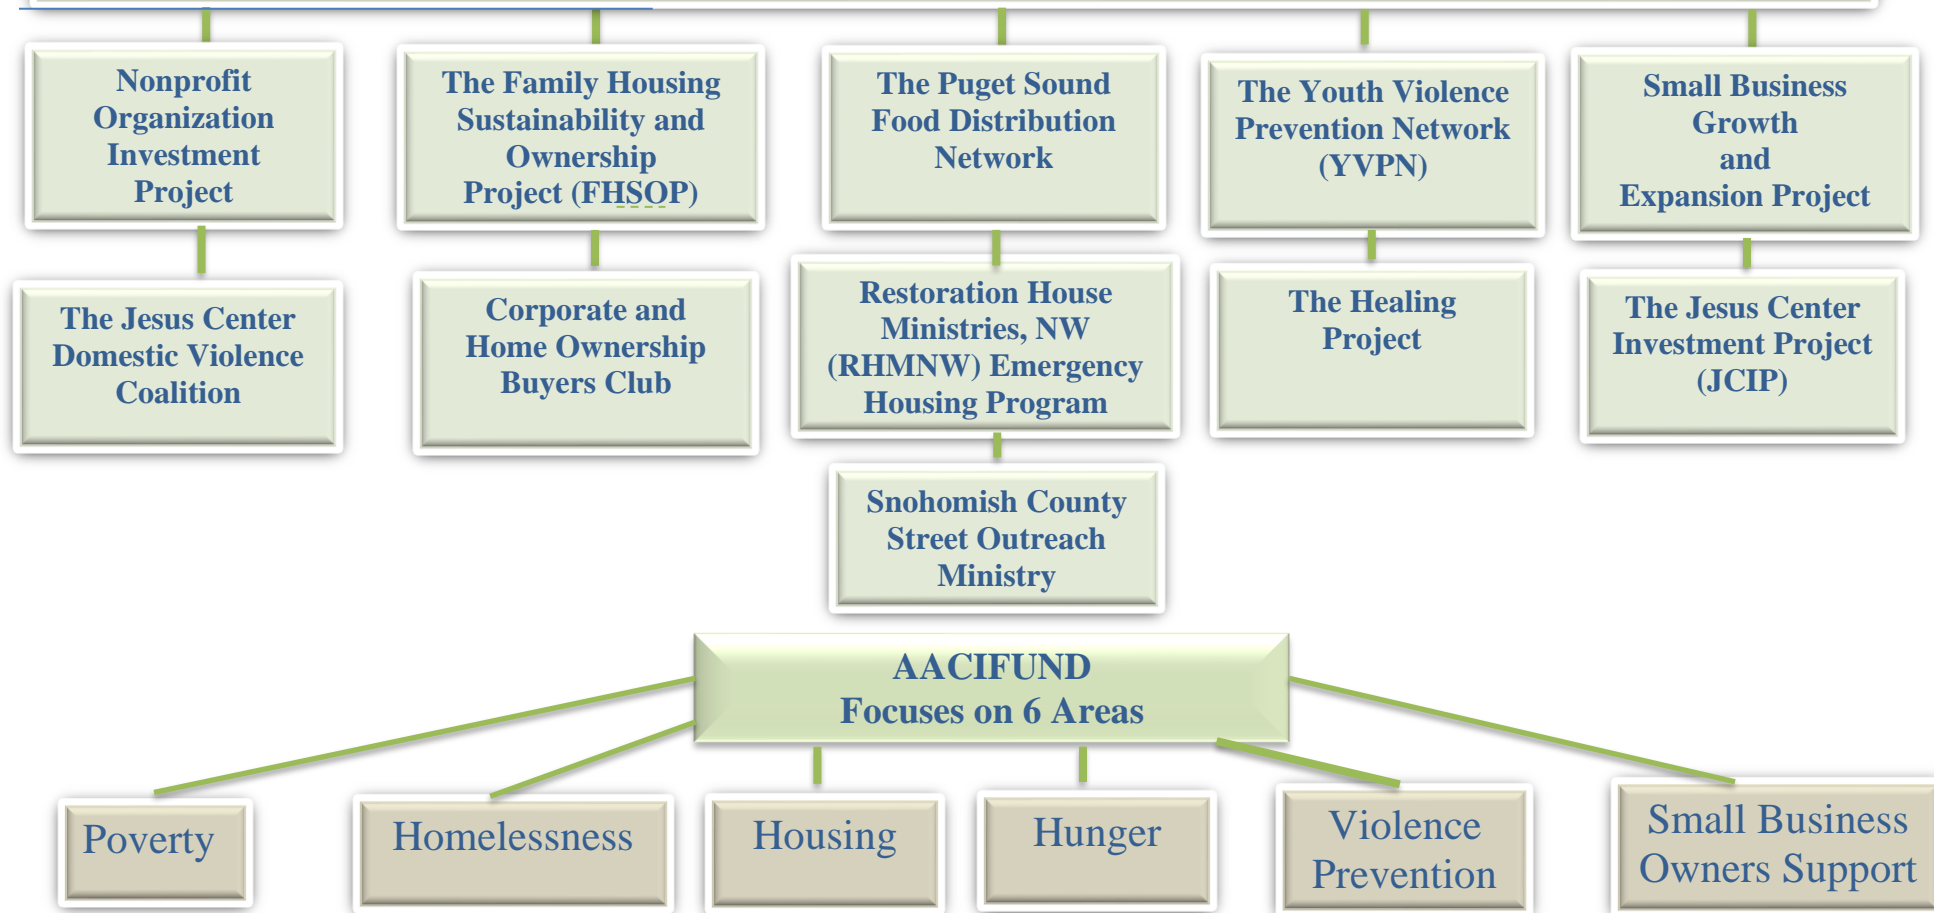 Nonprofit
Organization
Investment
Project
The Family Housing
Sustainability and
Ownership
Project (FHSOP)
The Puget Sound
Food Distribution
Network
The Youth Violence
Prevention Network
(YVPN)
Small Business
Growth
and
Expansion Project
The Jesus Center
Domestic Violence
Coalition
Corporate and
Home Ownership
Buyers Club
Restoration House
Ministries, NW
(RHMNW) Emergency
Housing Program
The Healing
Project
The Jesus Center
Investment Project
(JCIP)
Snohomish County
Street Outreach
Ministry
AACIFUND
Focuses on 6 Areas
Poverty
Homelessness
Housing
Hunger
Violence
Prevention
Small Business
Owners Support